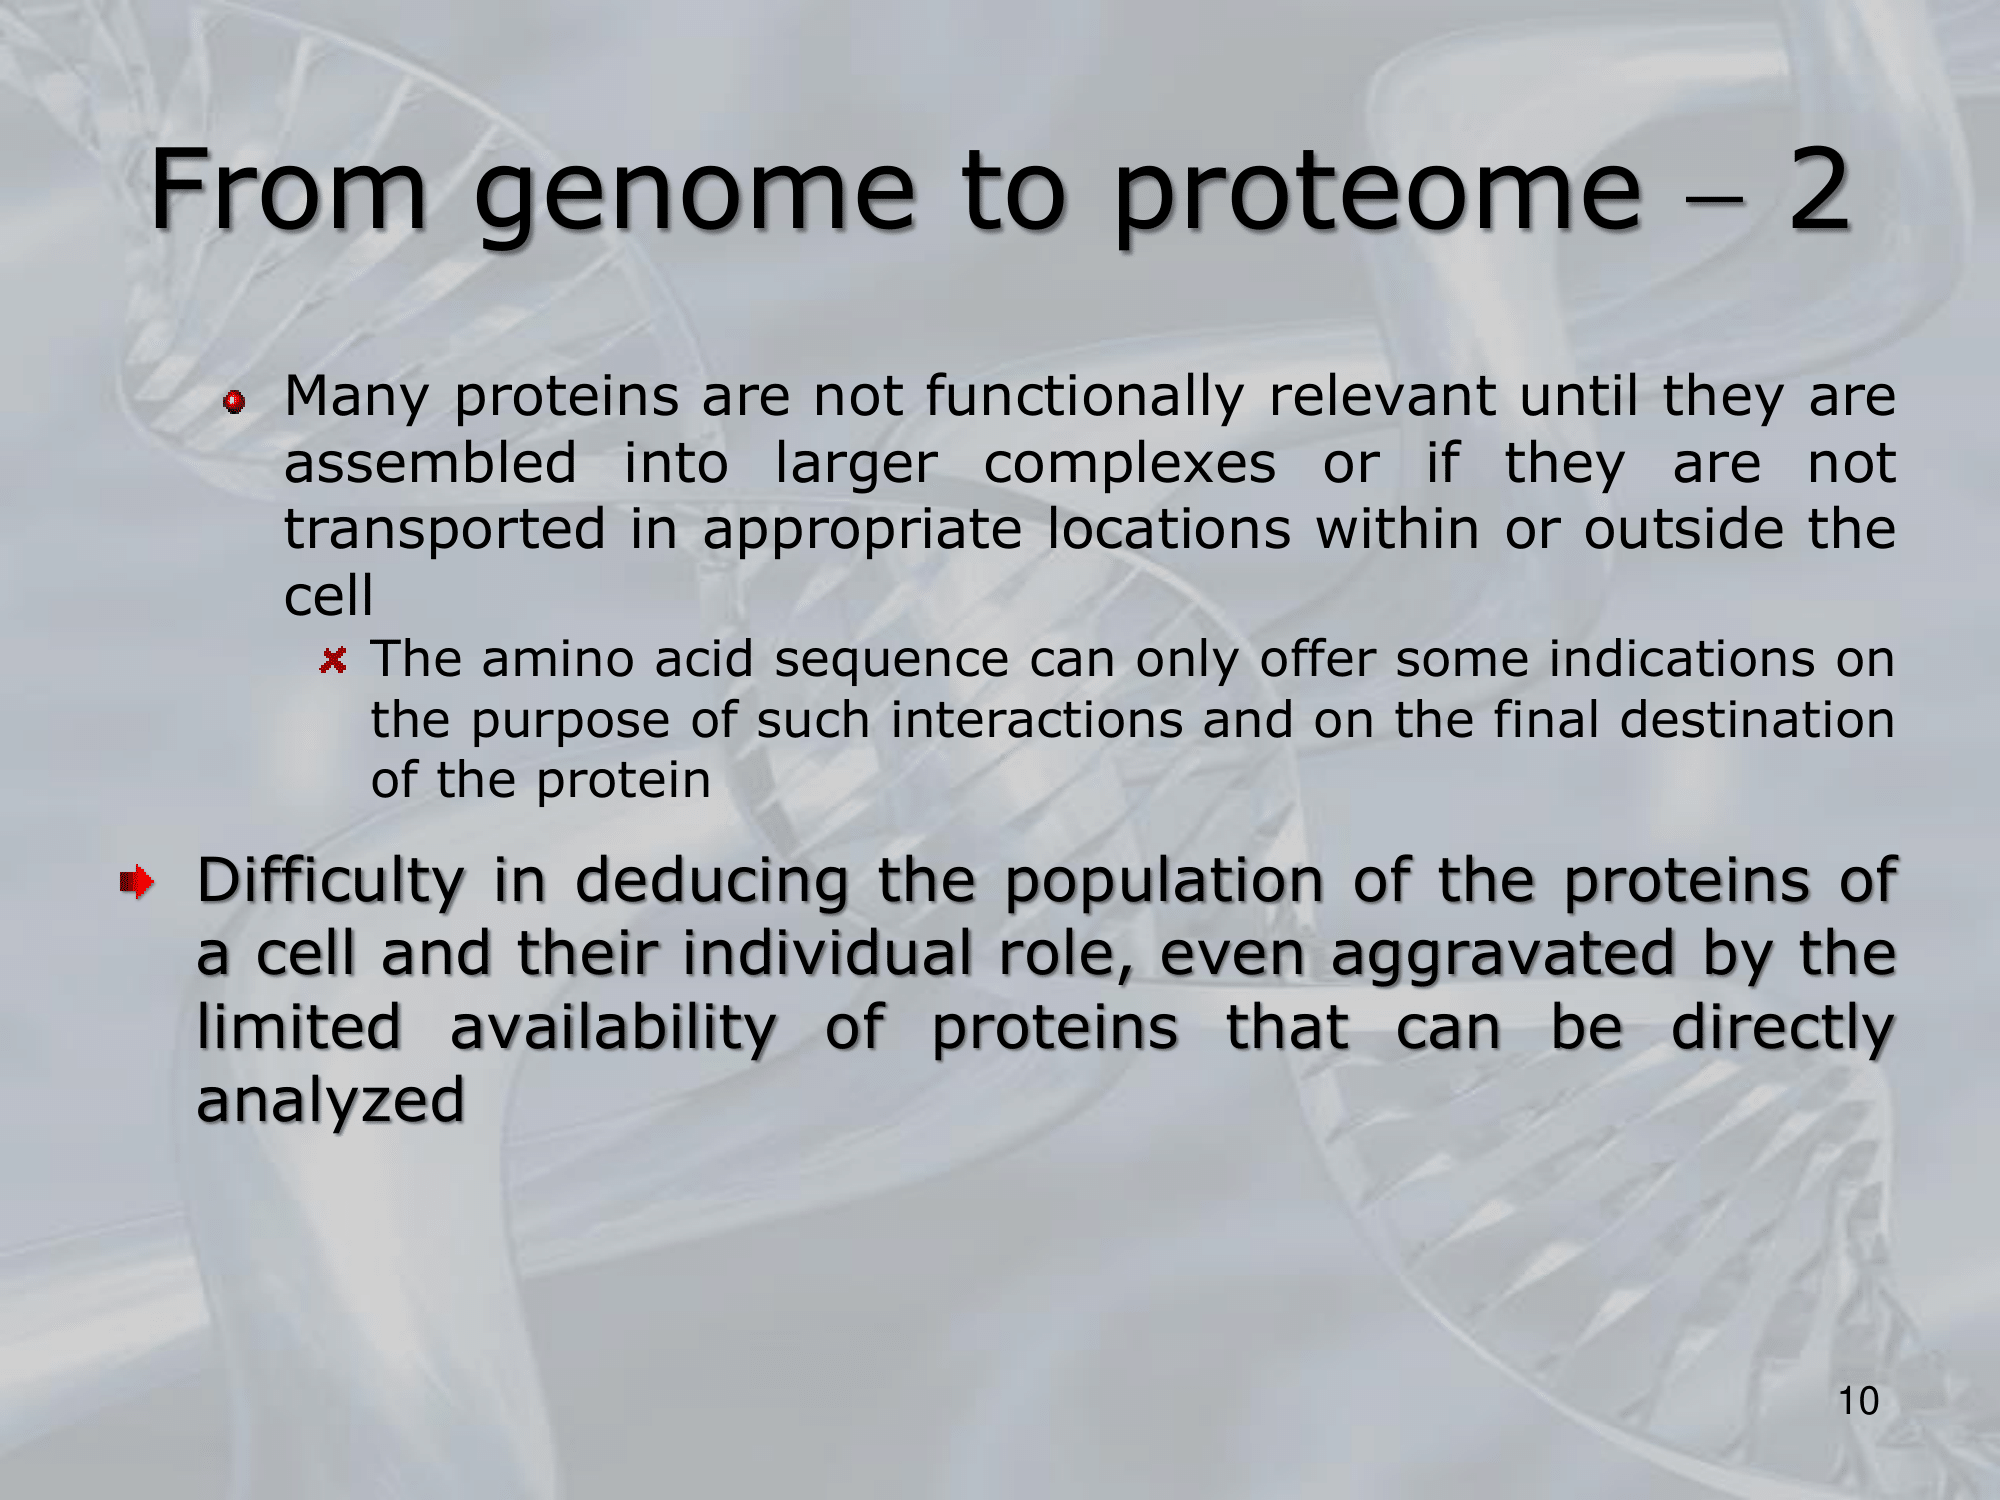 From genome to proteome – 2
Many proteins are not functionally relevant until they are
assembled into larger complexes or if they are not
transported in appropriate locations within or outside the
cell
The amino acid sequence can only offer some indications on
the purpose of such interactions and on the final destination
of the protein
Difficulty in deducing the population of the proteins of
a cell and their individual role, even aggravated by the
limited availability of proteins that can be directly
analyzed
10